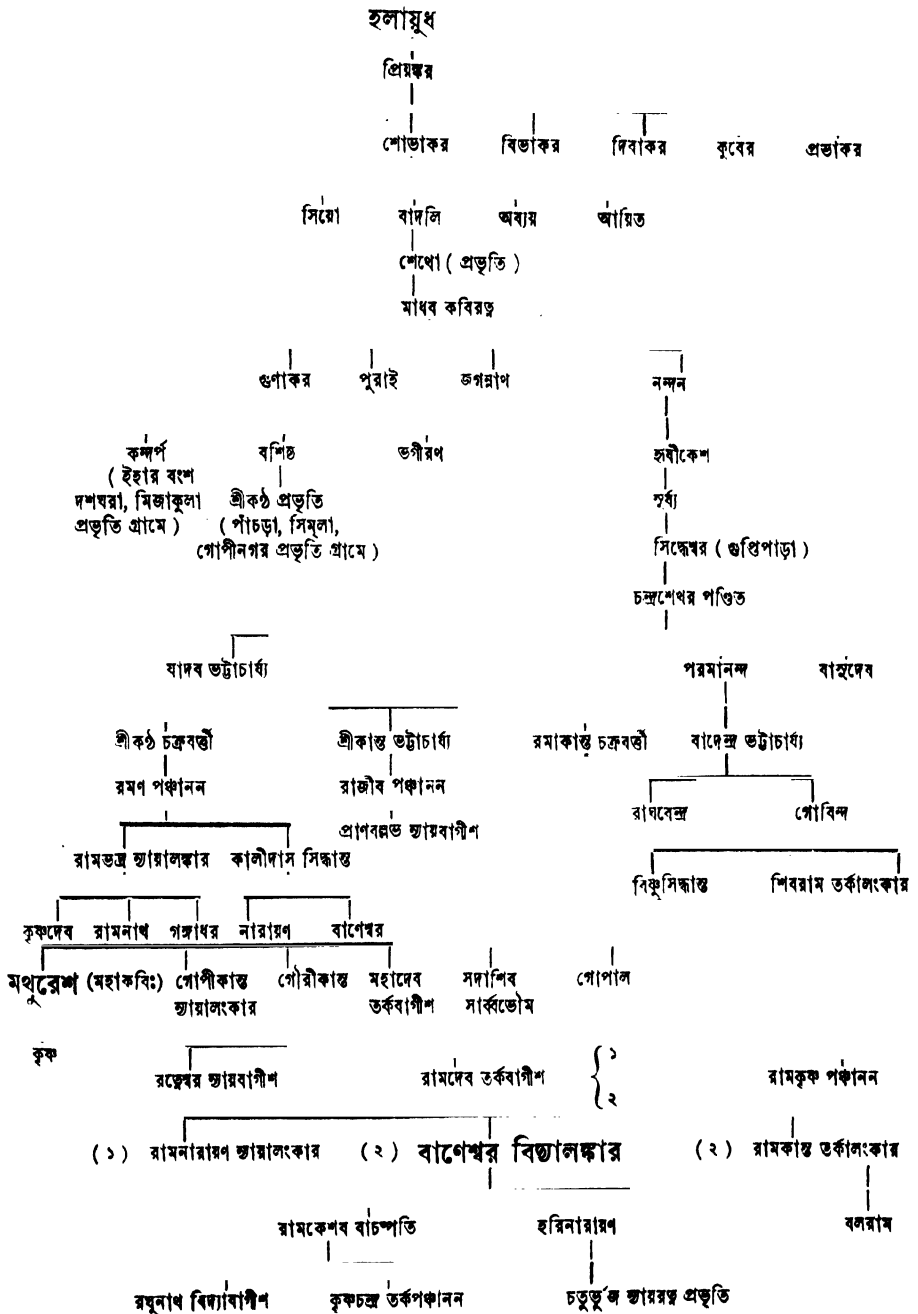 হলায়ুধ
প্রিয়ঙ্কর
শোভাকর বিভাকর দিবাকর কুবের প্রভাকর
সিয়ো বাদলি অব্যয় আয়িত
শেথো ( প্রভৃতি )
মাধব কবিরত্ন
গুণাকর পুরাই জগন্নাথ নন্দন
কন্দর্প বশিষ্ঠ ভগীরথ হৃষীকেশ
( ইহার বংশ
দশঘরা, মিজাকুলা শ্রীকণ্ঠ প্রভৃতি সূর্য্য
প্রভৃতি গ্রামে ) ( পাঁচড়া, সিমুলা,
গোপীনগর প্রভৃতি গ্রামে ) সিদ্ধেশ্বর ( গুপ্তিপাড়া )
চন্দ্রশেখর পণ্ডিত
যাদব ভট্টাচার্য্য পরমানন্দ বাসুদেব
শ্রীকণ্ঠ চক্রবর্ত্তী শ্রীকান্ত ভট্টাচার্য্য রমাকান্ত চক্রবর্ত্তী বাদেন্দ্র ভট্টাচার্য্য
রমণ পঞ্চানন রাজীব পঞ্চানন
রাঘবেন্দ্র গোবিন্দ
প্রাণবল্লভ ন্যায়বাগীশ
রামভদ্র ন্যায়ালঙ্কার কালীদাস সিদ্ধান্ত
বিষ্ণুসিদ্ধান্ত শিবরাম তর্কালংকার
কৃষ্ণদেব রামনাথ গঙ্গাধর নারায়ণ বাণেশ্বর
মথুরেশ (মহাকবিঃ) গোপীকান্ত গৌরীকান্ত মহাদেব সদাশিব গোপাল
ন্যায়ালংকার তর্কবাগীশ সার্ব্বভৌম
কৃষ্ণ
রত্নেশ্বর ন্যায়বাগীশ রামদেব তর্কবাগীশ { ১ ২ রামকৃষ্ণ পঞ্চানন
( ১ ) রামনারায়ণ ন্যায়ালংকার ( ২ ) বাণেশ্বর বিদ্যালঙ্কার ( ২ ) রামকান্ত তর্কালংকার
রামকেশব বাচস্পতি হরিনারায়ণ বলরাম
রঘুনাথ বিদ্যাবাগীশ কৃষ্ণচন্দ্র তর্কপঞ্চানন চতুর্ভুজ ন্যায়রত্ন প্রভৃতি